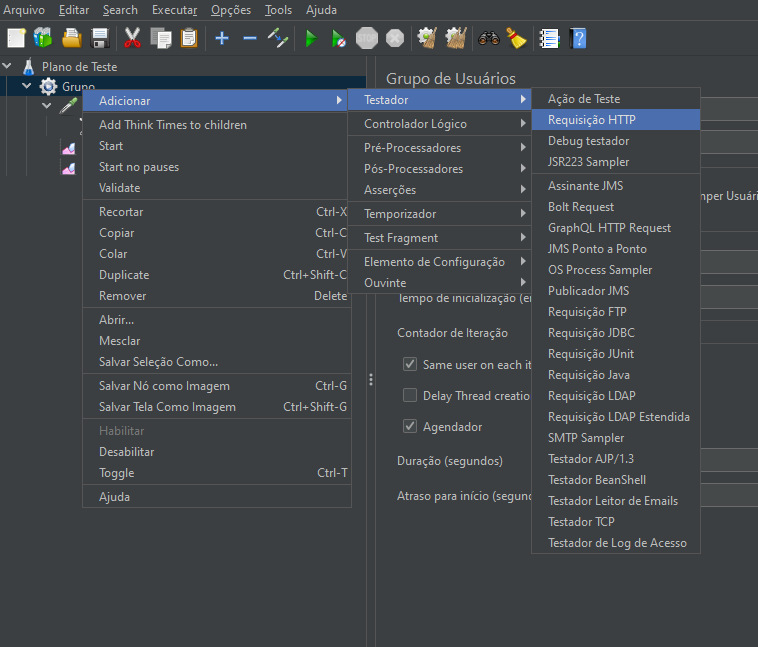 Arquivo Editar Search Executar Opções Tools Ajuda
Plano de Teste
Grupo
Adicionar
Add Think Times to children
Start
Start no pauses
Validate
Recortar Ctrl-X
Copiar Ctrl-C
Colar Ctrl-V
Duplicate Ctrl+Shift-C
Remover Delete
Abrir...
Mesclar
Salvar Seleção Como...
Salvar Nó como Imagem Ctrl-G
Salvar Tela Como Imagem Ctrl+Shift-G
Habilitar
Desabilitar
Toggle Ctrl-T
Ajuda
Testador
Controlador Lógico
Pré-Processadores
Pós-Processadores
Asserções
Temporizador
Test Fragment
Elemento de Configuração
Ouvinte
Ação de Teste
Requisição HTTP
Debug testador
JSR223 Sampler
Assinante JMS
Bolt Request
GraphQL HTTP Request
JMS Ponto a Ponto
OS Process Sampler
Publicador JMS
Requisição FTP
Requisição JDBC
Requisição JUnit
Requisição Java
Requisição LDAP
Requisição LDAP Estendida
SMTP Sampler
Testador AJP/1.3
Testador BeanShell
Testador Leitor de Emails
Testador TCP
Testador de Log de Acesso
Grupo de Usuários
Tempo de inicialização (e
Contador de Iteração
Same user on each it
Delay Thread creatio
Agendador
Duração (segundos)
Atraso para início (segun